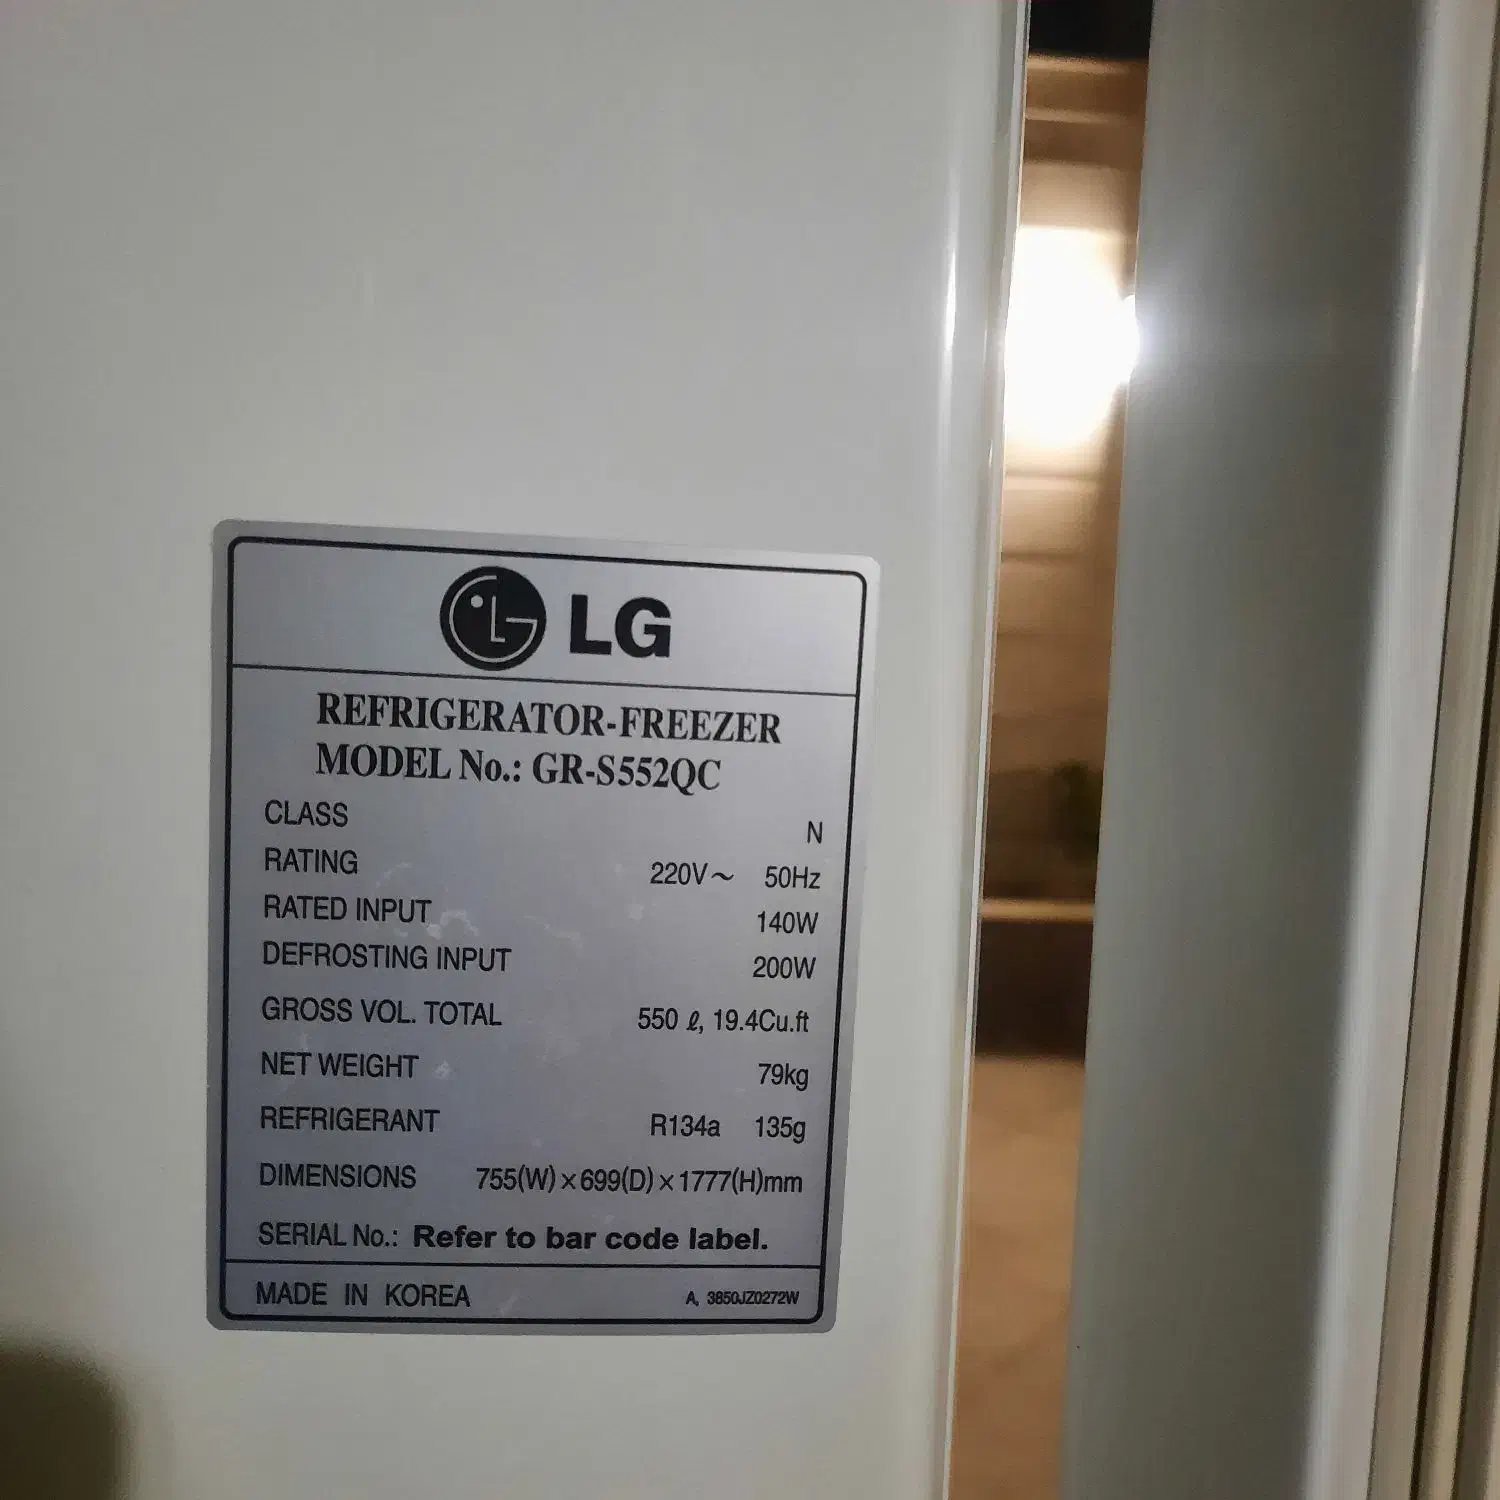 LG
REFRIGERATOR-FREEZER
MODEL No.: GR-S552QC
CLASS N
RATING 220V～ 50Hz
RATED INPUT 140W
DEFROSTING INPUT 200W
GROSS VOL. TOTAL 550 ℓ, 19.4Cu.ft
NET WEIGHT 79kg
REFRIGERANT R134a 135g
DIMENSIONS 755(W)×699(D)×1777(H)mm
SERIAL No.: Refer to bar code label.
MADE IN KOREA A, 3850JZ0272W